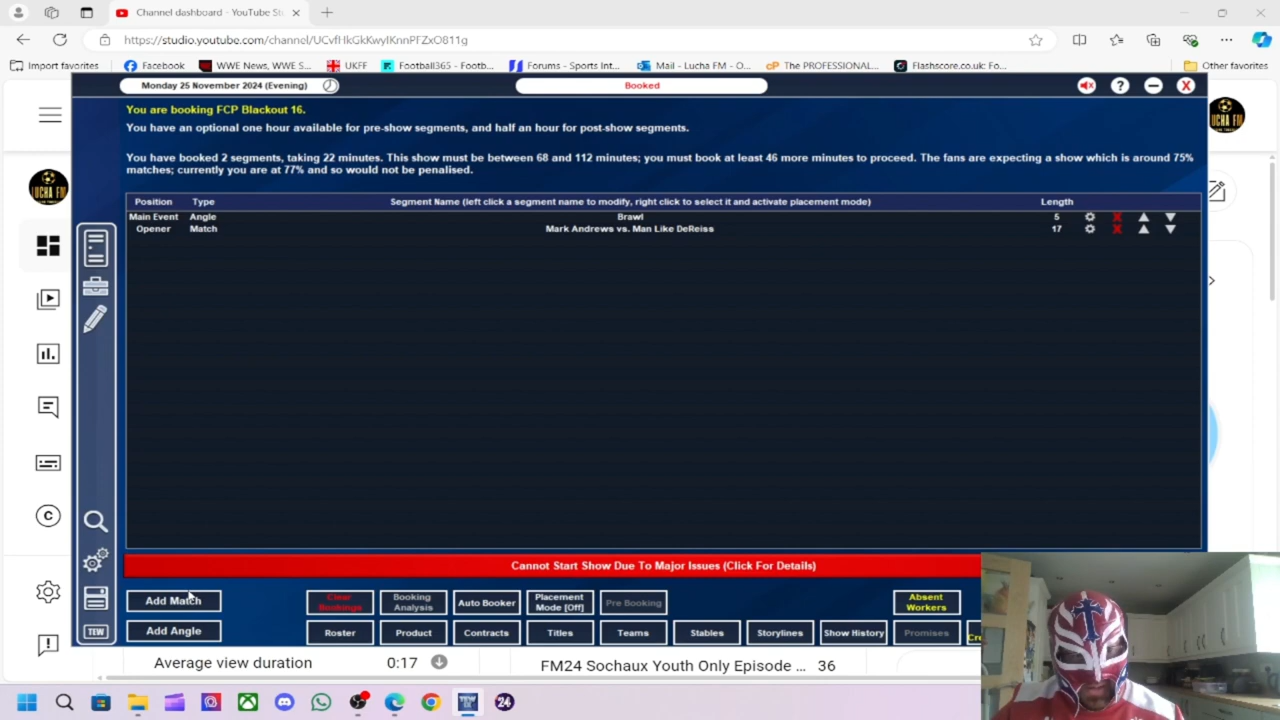 Channel dashboard - YouTube St
https://studio.youtube.com/channel/UCvfHkGkKwylKnnPFZxO811g
Import favorites
Facebook
WWE News, WWE S...
UKFF
Football365 - Footb...
Forums - Sports Int...
Mail - Lucha FM - O...
The PROFESSIONAL...
Flashscore.co.uk: Fo...
Other favorites
Monday 25 November 2024 (Evening)
Booked
?
X
LUCHA FM
You are booking FCP Blackout 16.
You have an optional one hour available for pre-show segments, and half an hour for post-show segments.
You have booked 2 segments, taking 22 minutes. This show must be between 68 and 112 minutes; you must book at least 46 more minutes to proceed. The fans are expecting a show which is around 75%
matches; currently you are at 77% and so would not be penalised.
Position Type Segment Name (left click a segment name to modify, right click to select it and activate placement mode) Length
Main Event Angle Brawl 5
Opener Match Mark Andrews vs. Man Like DeReiss 17
LUCHA FM
Cannot Start Show Due To Major Issues (Click For Details)
Add Match
Clear Bookings
Booking Analysis
Auto Booker
Placement Mode [Off]
Pre Booking
Absent Workers
TEW
Add Angle
Roster
Product
Contracts
Titles
Teams
Stables
Storylines
Show History
Promises
Average view duration 0:17
FM24 Sochaux Youth Only Episode ... 36
24